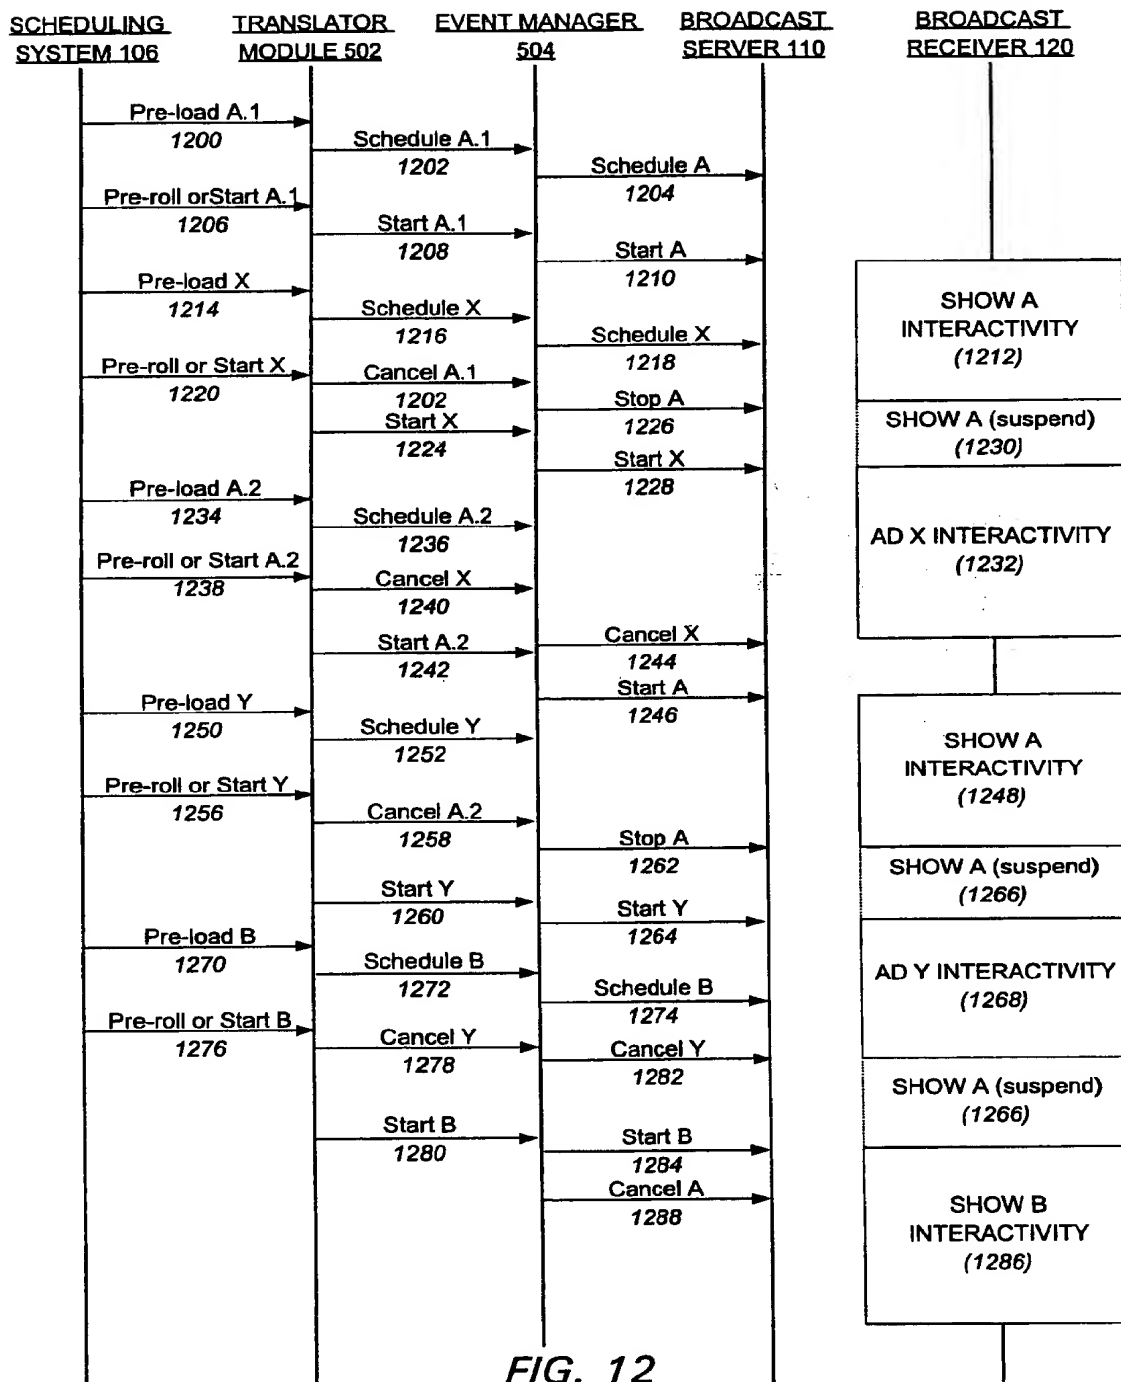 SCHEDULING
SYSTEM 106
TRANSLATOR
MODULE 502
EVENT MANAGER
504
BROADCAST
SERVER 110
BROADCAST
RECEIVER 120
Pre-load A.1
1200
Schedule A.1
1202
Schedule A
1204
Pre-roll orStart A.1
1206
Start A.1
1208
Start A
1210
Pre-load X
1214
Schedule X
1216
Schedule X
1218
SHOW A
INTERACTIVITY
(1212)
Pre-roll or Start X
1220
Cancel A.1
1202
Stop A
1226
Start X
1224
Start X
1228
SHOW A (suspend)
(1230)
Pre-load A.2
1234
Schedule A.2
1236
AD X INTERACTIVITY
(1232)
Pre-roll or Start A.2
1238
Cancel X
1240
Start A.2
1242
Cancel X
1244
Start A
1246
Pre-load Y
1250
Schedule Y
1252
SHOW A
INTERACTIVITY
(1248)
Pre-roll or Start Y
1256
Cancel A.2
1258
Stop A
1262
SHOW A (suspend)
(1266)
Start Y
1260
Start Y
1264
Pre-load B
1270
Schedule B
1272
Schedule B
1274
AD Y INTERACTIVITY
(1268)
Pre-roll or Start B
1276
Cancel Y
1278
Cancel Y
1282
SHOW A (suspend)
(1266)
Start B
1280
Start B
1284
Cancel A
1288
SHOW B
INTERACTIVITY
(1286)
FIG. 12